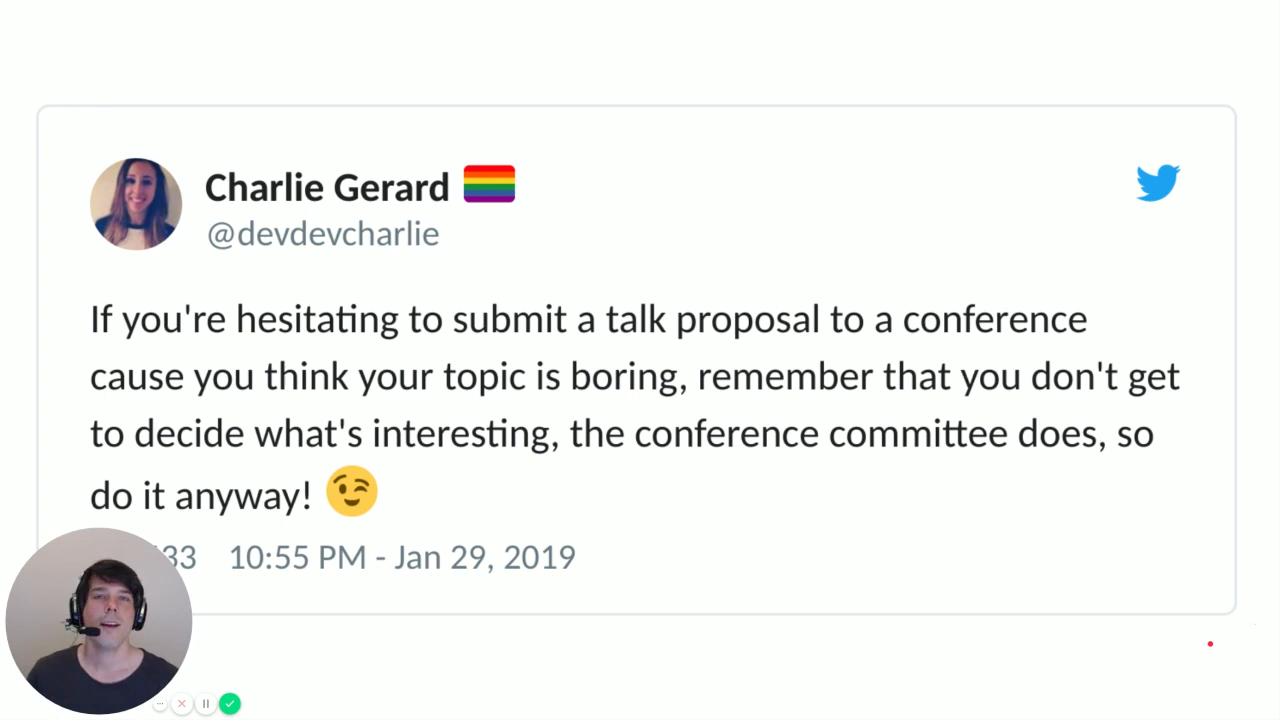 Charlie Gerard
@devdevcharlie
If you're hesitating to submit a talk proposal to a conference
cause you think your topic is boring, remember that you don't get
to decide what's interesting, the conference committee does, so
do it anyway! 😉
10:55 PM - Jan 29, 2019